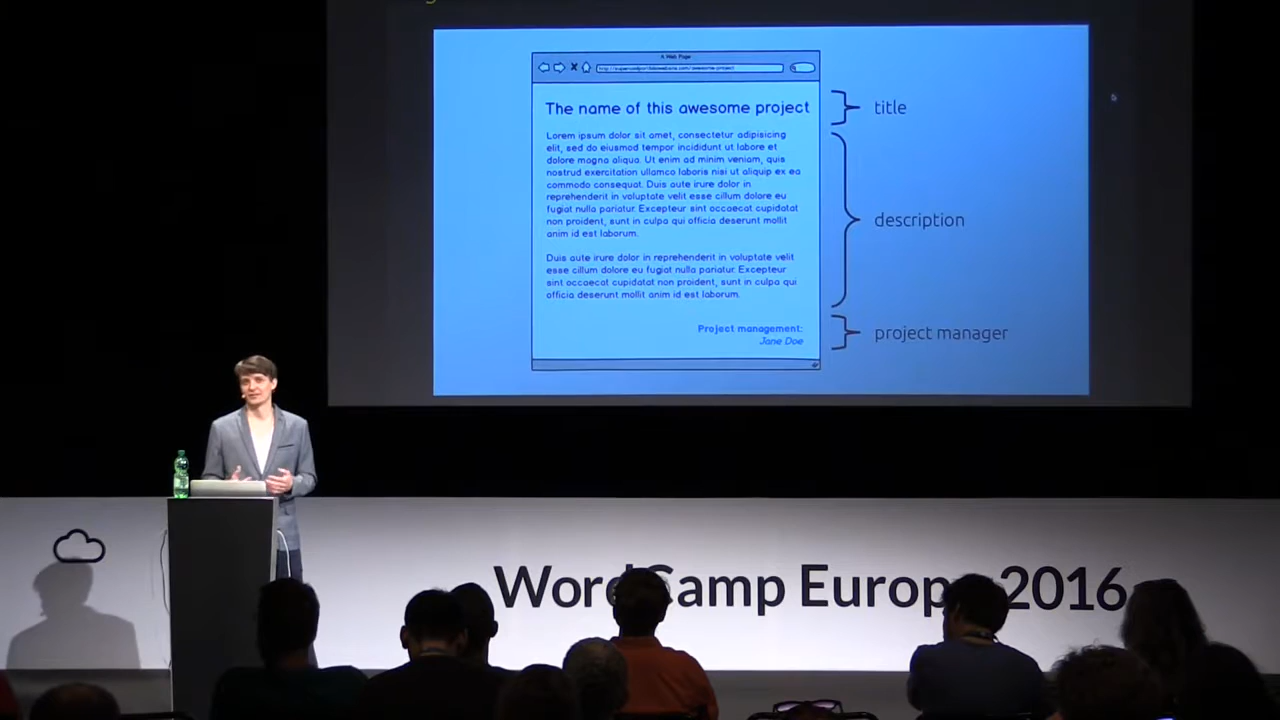 A Web Page
The name of this awesome project
title
Lorem ipsum dolor sit amet, consectetur adipisicing
elit, sed do eiusmod tempor incididunt ut labore et
dolore magna aliqua. Ut enim ad minim veniam, quis
nostrud exercitation ullamco laboris nisi ut aliquip ex ea
commodo consequat. Duis aute irure dolor in
reprehenderit in voluptate velit esse cillum dolore eu
fugiat nulla pariatur. Excepteur sint occaecat cupidatat
non proident, sunt in culpa qui officia deserunt mollit
anim id est laborum.
description
Duis aute irure dolor in reprehenderit in voluptate velit
esse cillum dolore eu fugiat nulla pariatur. Excepteur
sint occaecat cupidatat non proident, sunt in culpa qui
officia deserunt mollit anim id est laborum.
Project management:
Jane Doe
project manager
WordCamp Europe 2016